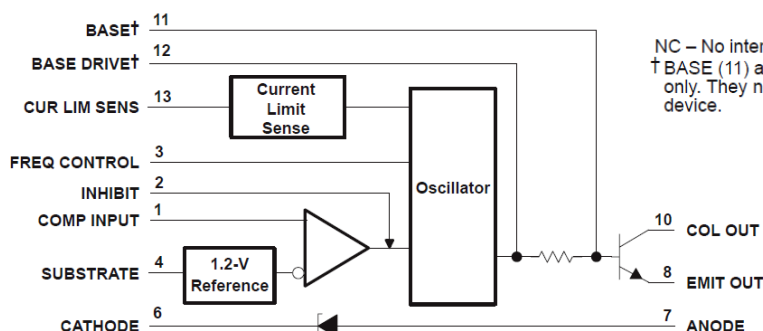 BASE† 11
BASE DRIVE† 12
CUR LIM SENS 13
Current
Limit
Sense
FREQ CONTROL 3
INHIBIT 2
COMP INPUT 1
SUBSTRATE 4
1.2-V
Reference
CATHODE 6
Oscillator
10 COL OUT
8 EMIT OUT
7 ANODE
NC – No inter
† BASE (11) a
only. They n
device.